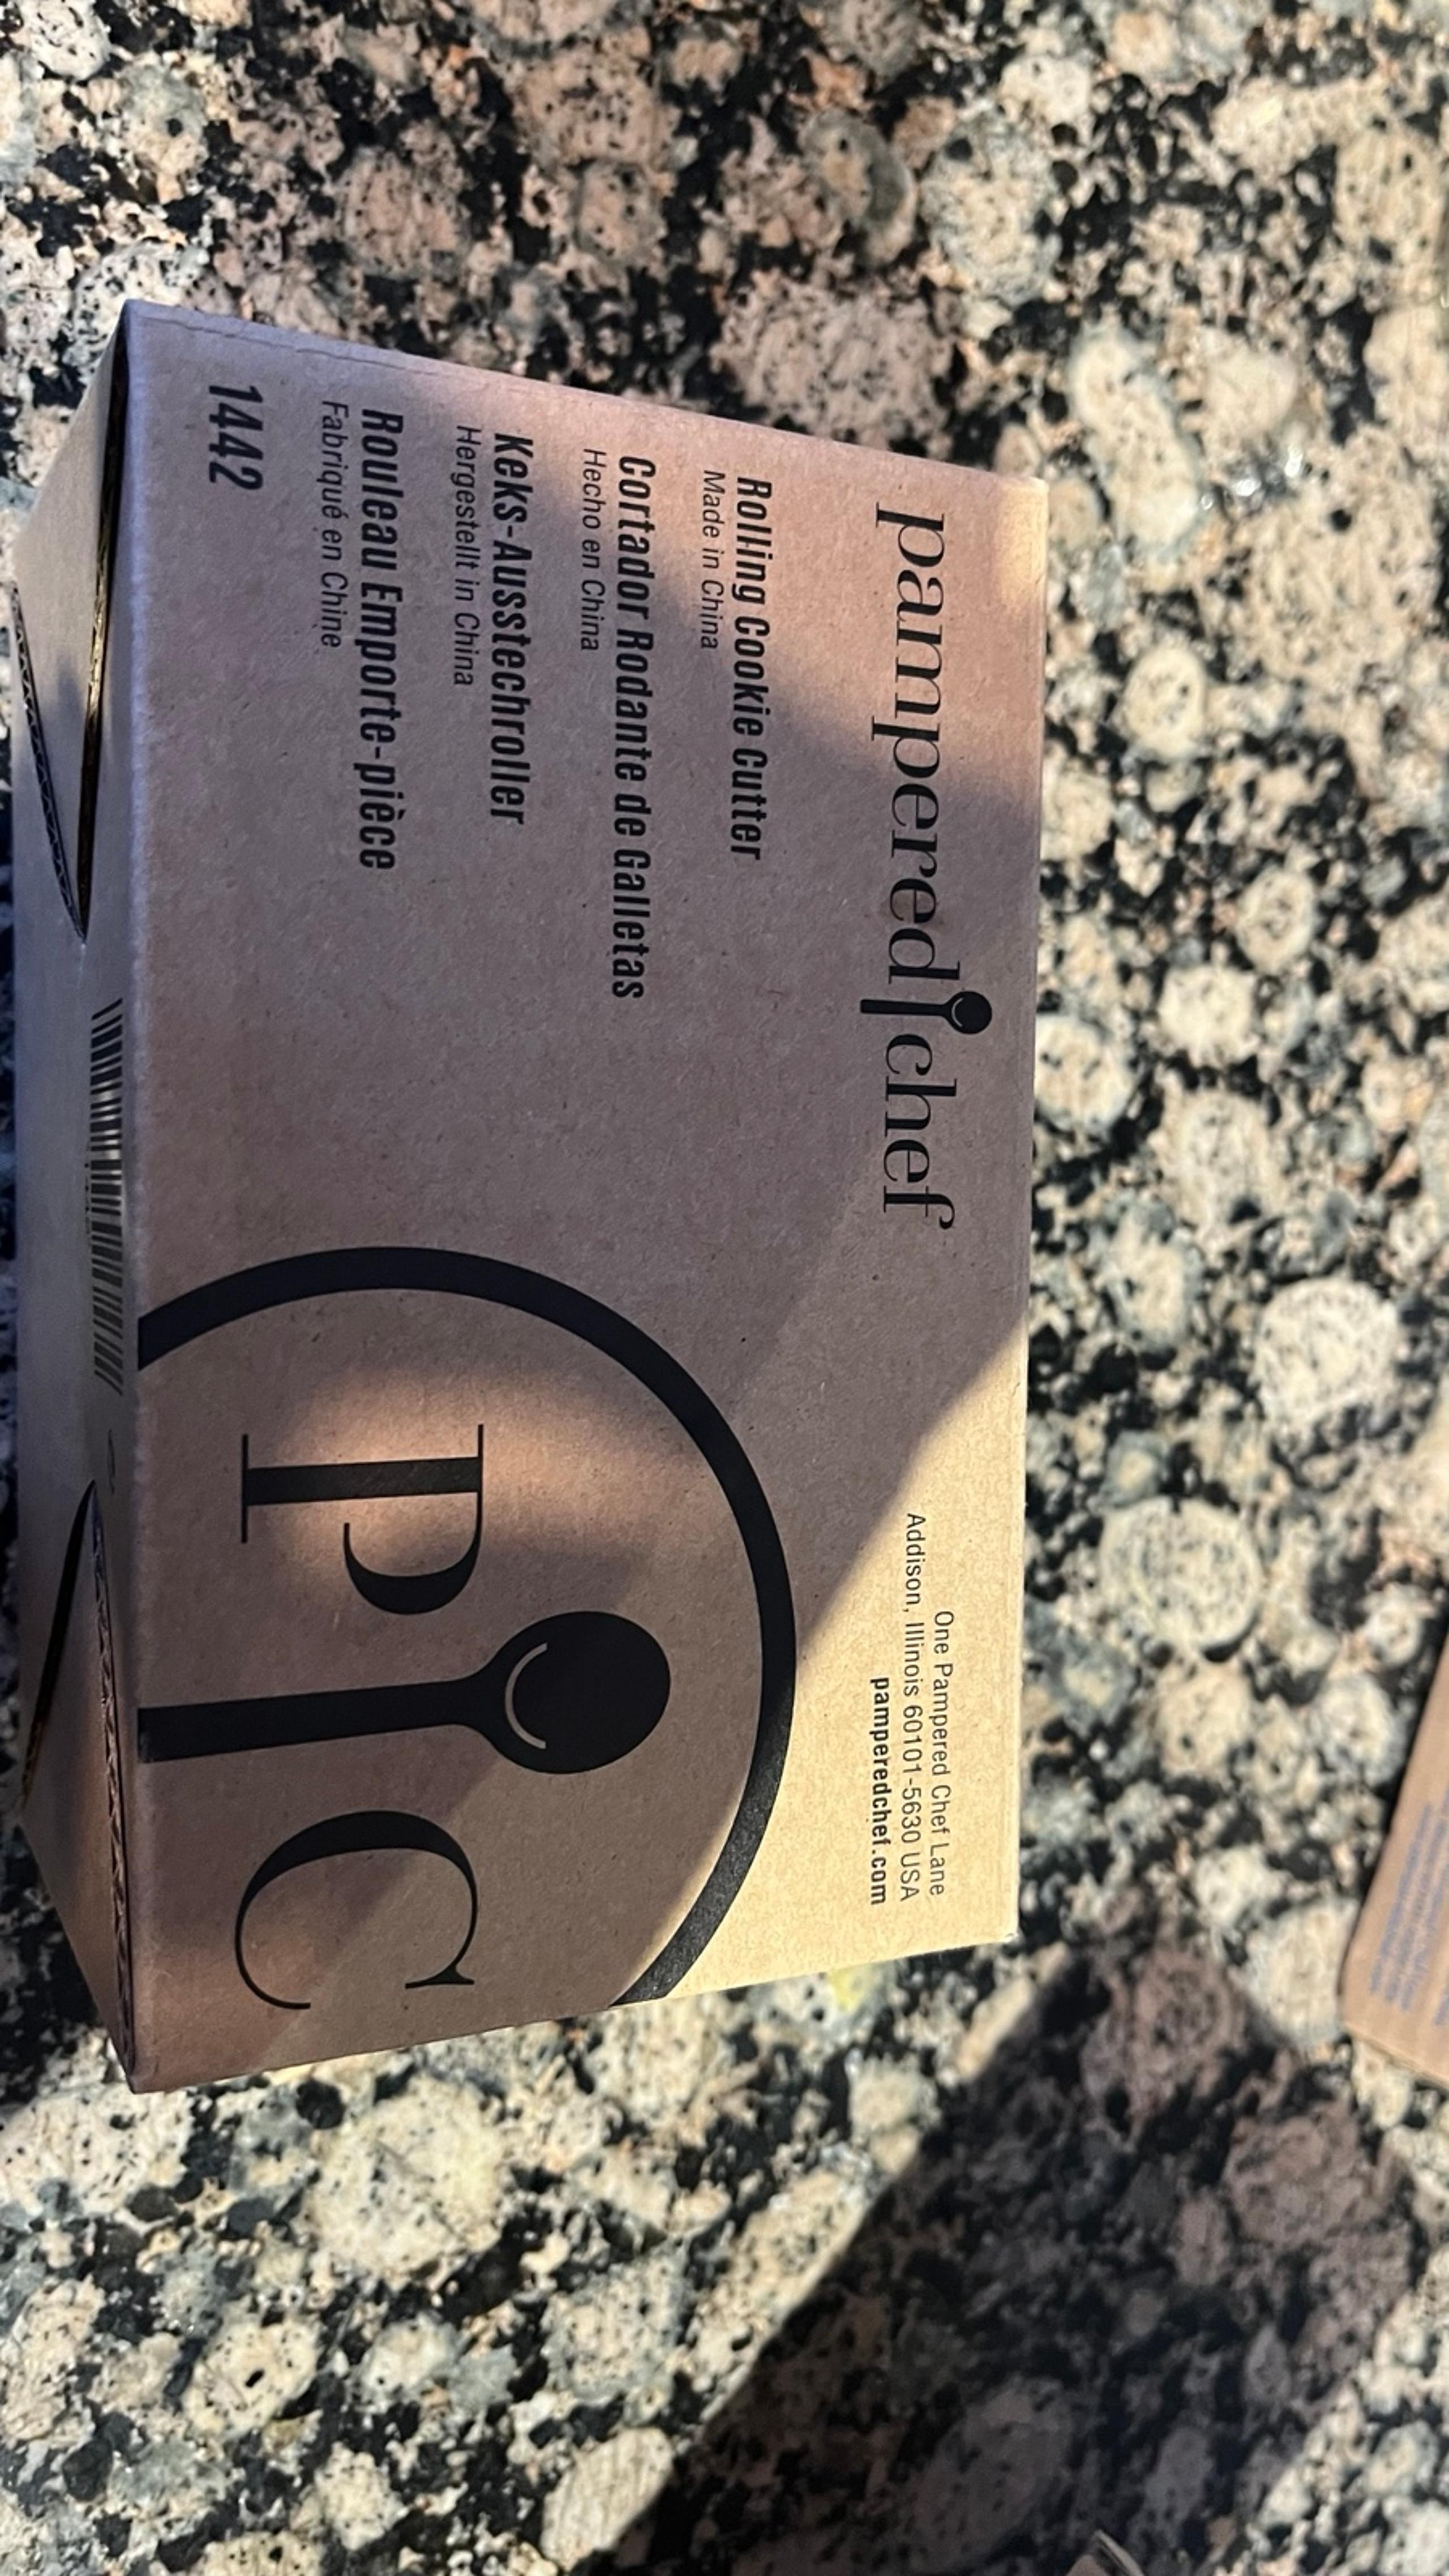 pampered chef
One Pampered Chef Lane
Addison, Illinois 60101-5630 USA
pamperedchef.com
Rolling Cookie Cutter
Made in China
Cortador Rodante de Galletas
Hecho en China
Keks-Ausstechroller
Hergestellt in China
Rouleau Emporte-pièce
Fabriqué en Chine
1442
P C